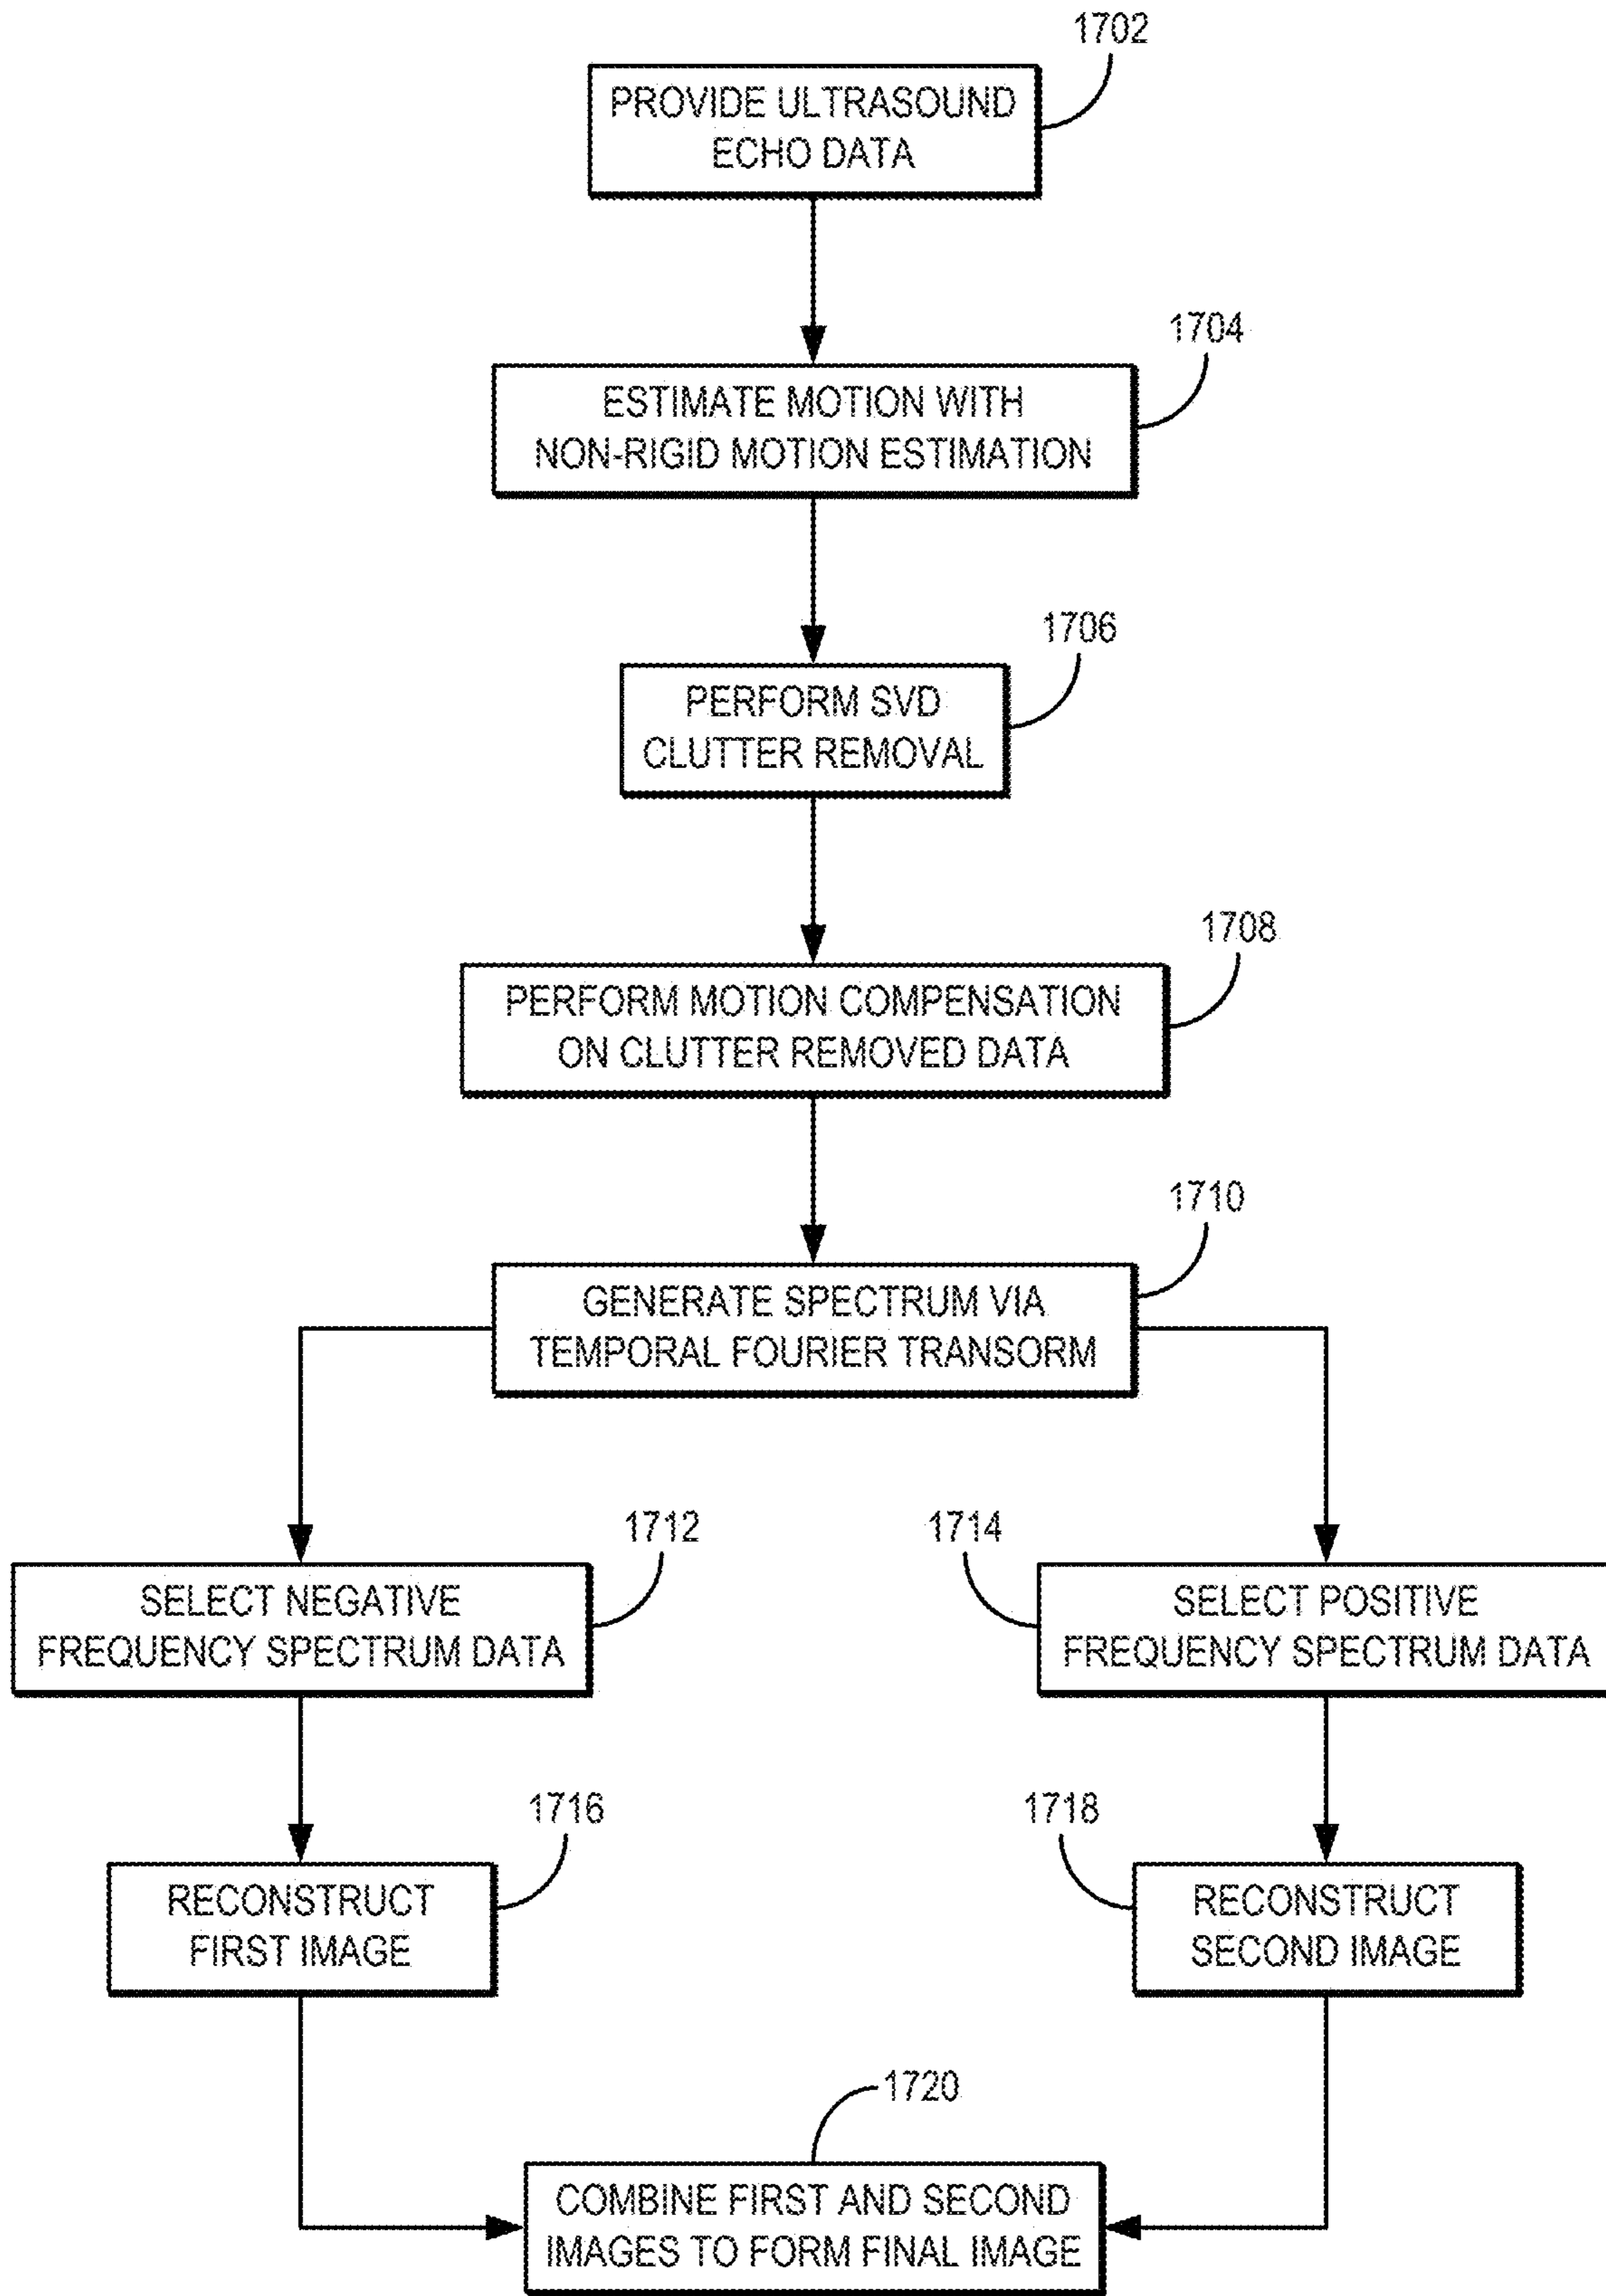 1702
PROVIDE ULTRASOUND
ECHO DATA
1704
ESTIMATE MOTION WITH
NON-RIGID MOTION ESTIMATION
1706
PERFORM SVD
CLUTTER REMOVAL
1708
PERFORM MOTION COMPENSATION
ON CLUTTER REMOVED DATA
1710
GENERATE SPECTRUM VIA
TEMPORAL FOURIER TRANSORM
1712
SELECT NEGATIVE
FREQUENCY SPECTRUM DATA
1714
SELECT POSITIVE
FREQUENCY SPECTRUM DATA
1716
RECONSTRUCT
FIRST IMAGE
1718
RECONSTRUCT
SECOND IMAGE
1720
COMBINE FIRST AND SECOND
IMAGES TO FORM FINAL IMAGE